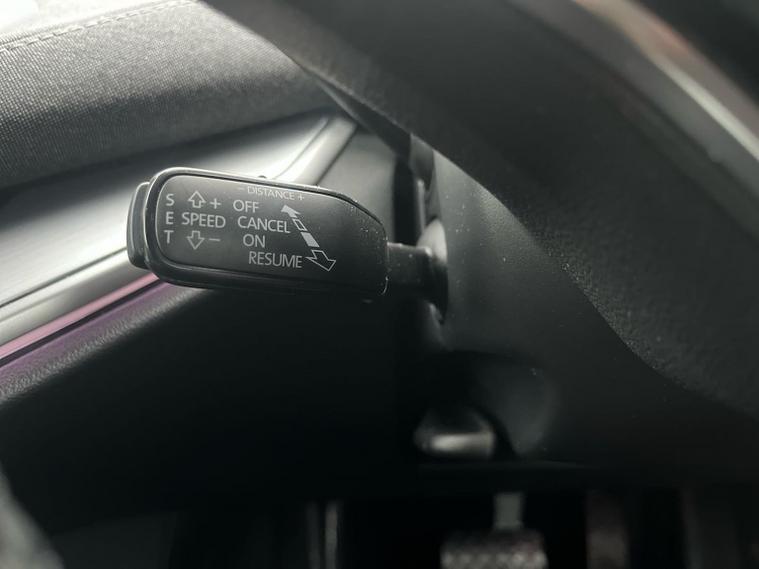 - DISTANCE +
S + OFF
E SPEED CANCEL
T - ON
RESUME